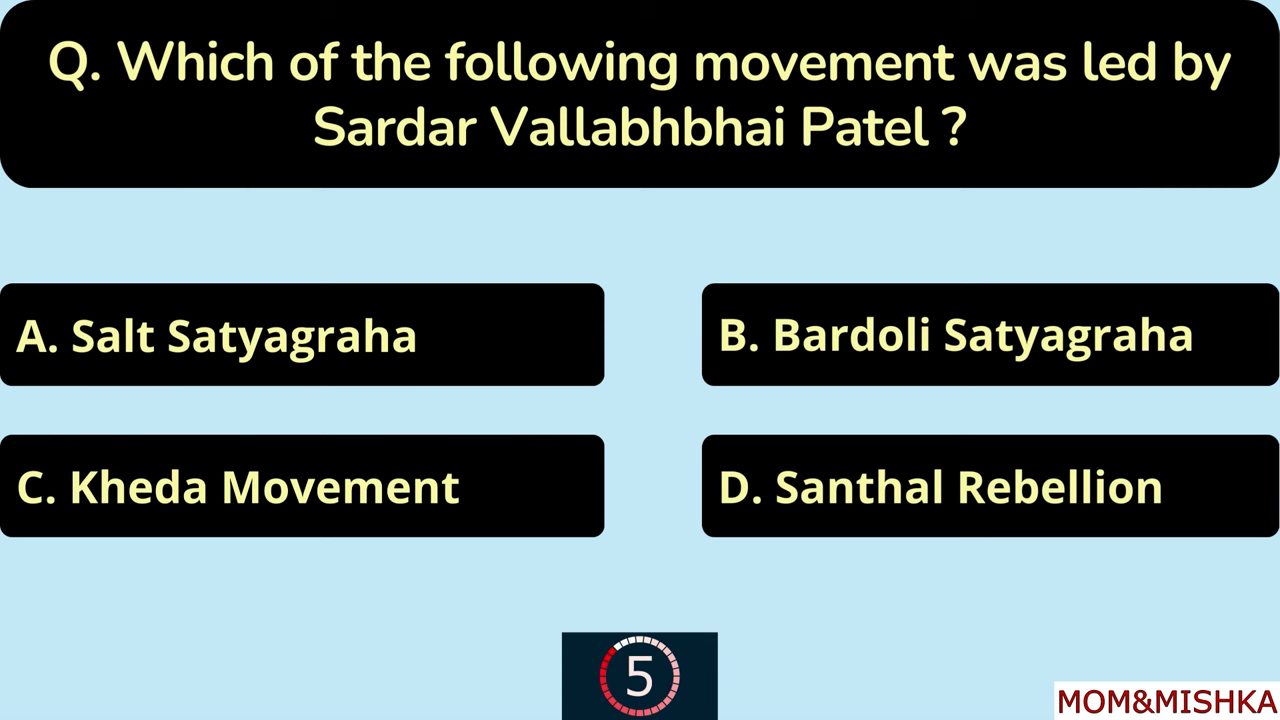 Q. Which of the following movement was led by
Sardar Vallabhbhai Patel ?
A. Salt Satyagraha
B. Bardoli Satyagraha
C. Kheda Movement
D. Santhal Rebellion
5
MOM&MISHKA